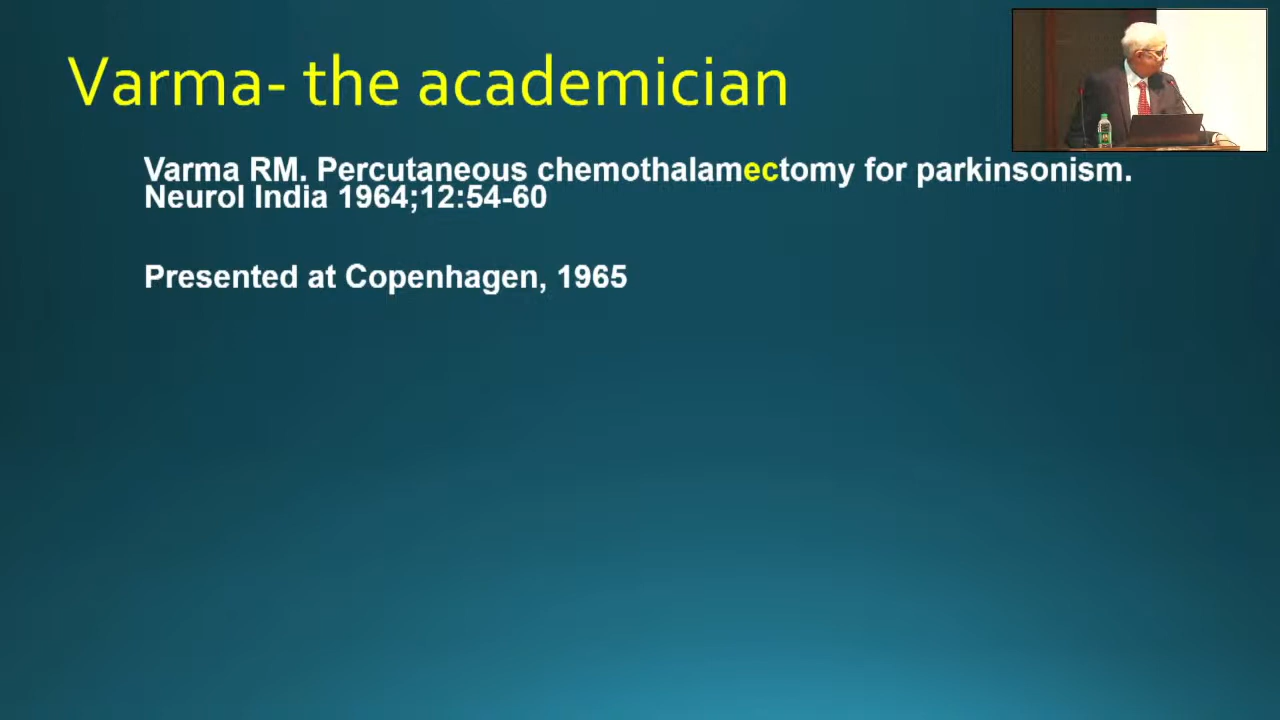 Varma- the academician
Varma RM. Percutaneous chemothalamectomy for parkinsonism.
Neurol India 1964;12:54-60
Presented at Copenhagen, 1965